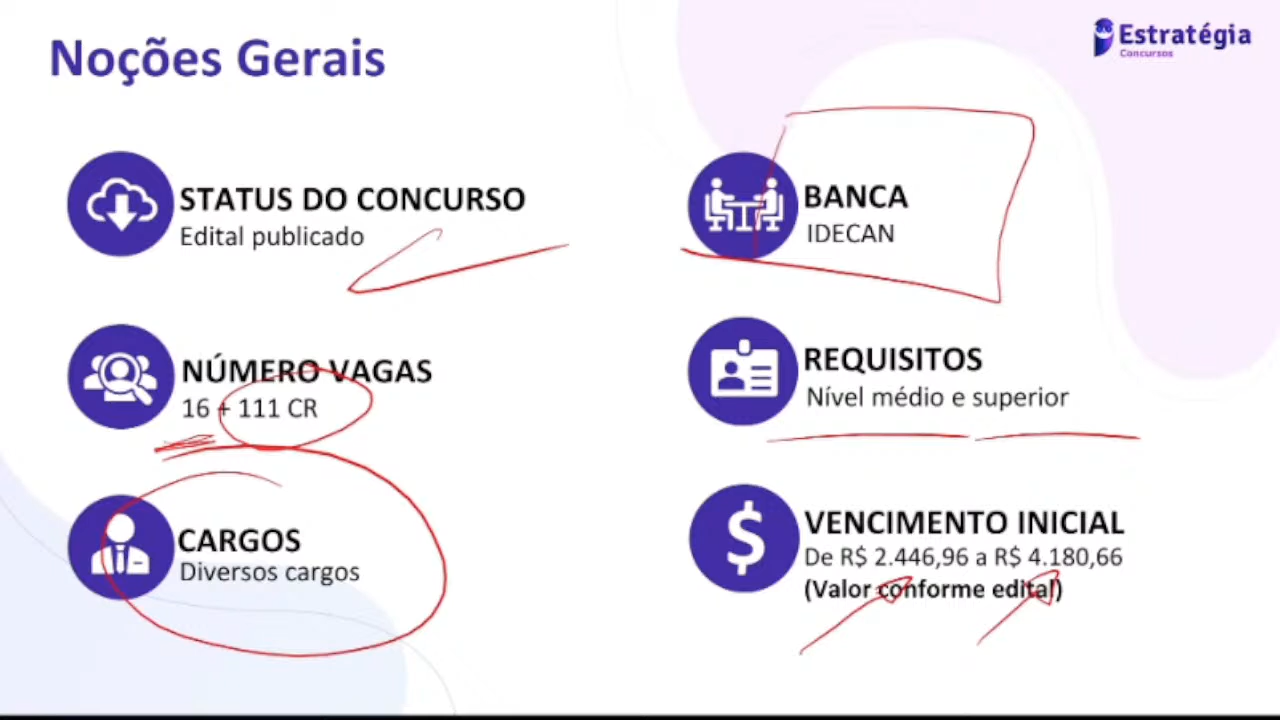 Noções Gerais
Estratégia
Concursos
STATUS DO CONCURSO
Edital publicado
BANCA
IDECAN
NÚMERO VAGAS
16 + 111 CR
REQUISITOS
Nível médio e superior
CARGOS
Diversos cargos
VENCIMENTO INICIAL
De R$ 2.446,96 a R$ 4.180,66
(Valor conforme edital)
$